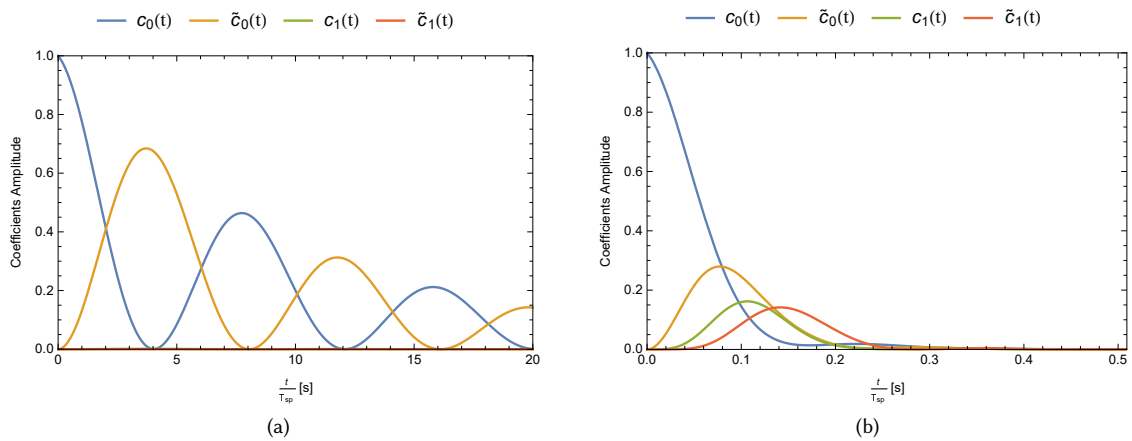 c₀(t) c̃₀(t) c₁(t) c̃₁(t)
1.0
0.8
0.6
0.4
0.2
0.0
Coefficients Amplitude
0 5 10 15 20
t/Tsp [s]
(a)
c₀(t) c̃₀(t) c₁(t) c̃₁(t)
1.0
0.8
0.6
0.4
0.2
0.0
Coefficients Amplitude
0.0 0.1 0.2 0.3 0.4 0.5
t/Tsp [s]
(b)